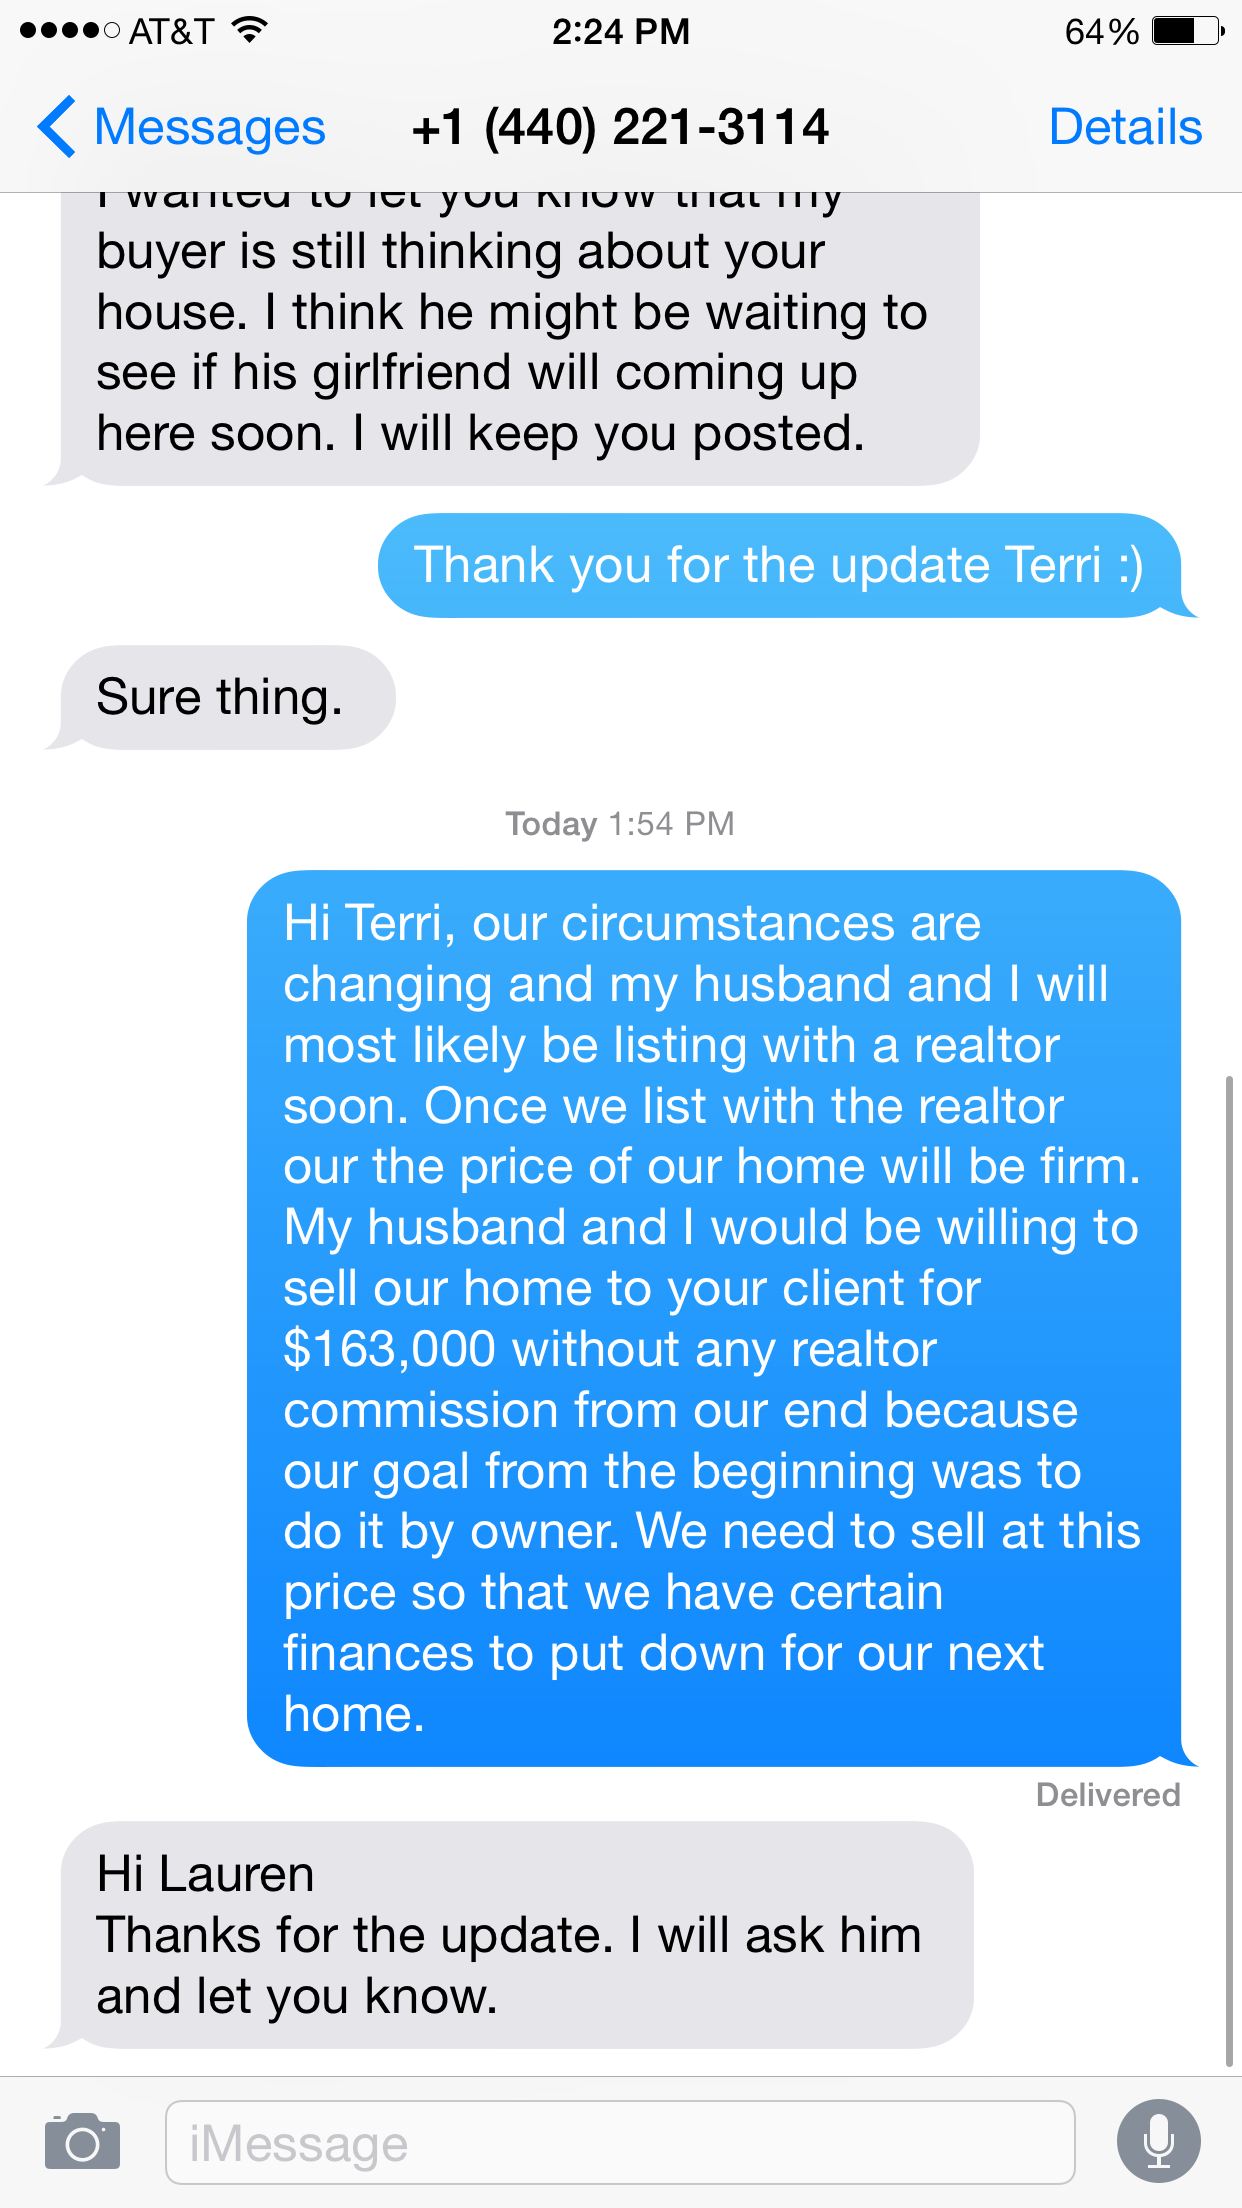 AT&T 2:24 PM 64%
Messages +1 (440) 221-3114 Details
I wanted to let you know that my
buyer is still thinking about your
house. I think he might be waiting to
see if his girlfriend will coming up
here soon. I will keep you posted.
Thank you for the update Terri :)
Sure thing.
Today 1:54 PM
Hi Terri, our circumstances are
changing and my husband and I will
most likely be listing with a realtor
soon. Once we list with the realtor
our the price of our home will be firm.
My husband and I would be willing to
sell our home to your client for
$163,000 without any realtor
commission from our end because
our goal from the beginning was to
do it by owner. We need to sell at this
price so that we have certain
finances to put down for our next
home.
Delivered
Hi Lauren
Thanks for the update. I will ask him
and let you know.
iMessage